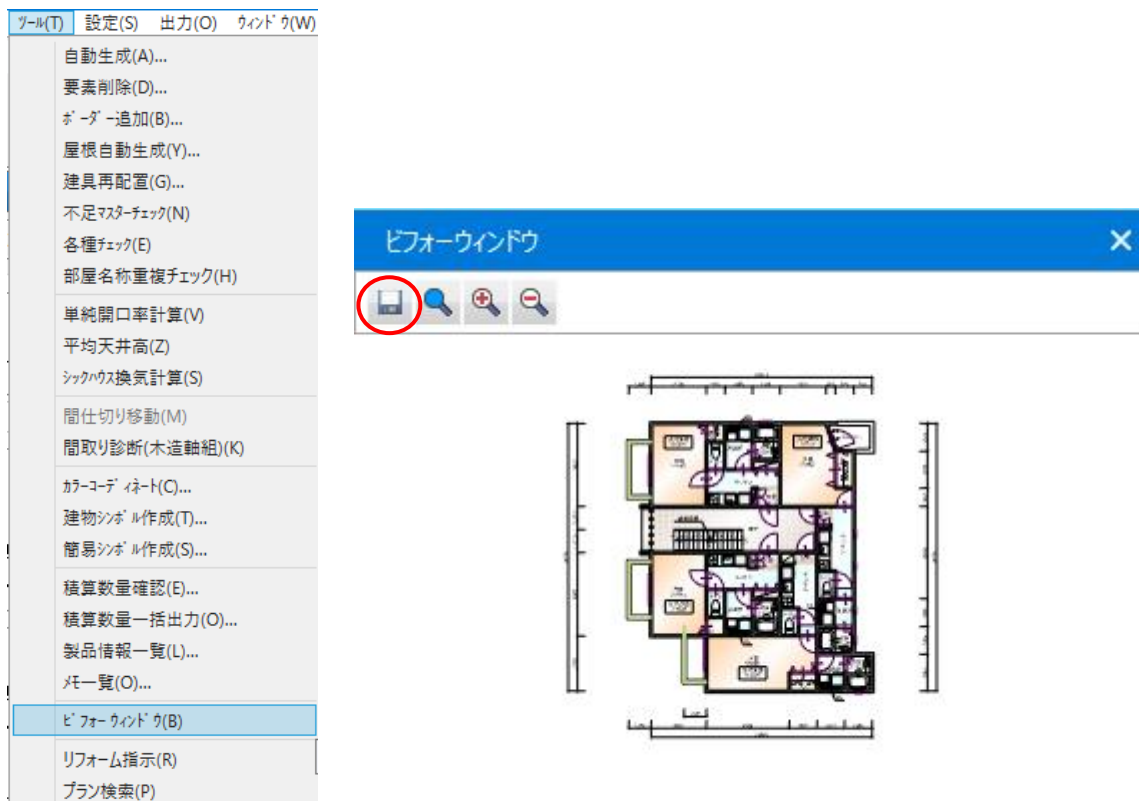 ﾂｰﾙ(T) 設定(S) 出力(O) ｳｨﾝﾄﾞｳ(W)
自動生成(A)...
要素削除(D)...
ﾎﾞｰﾀﾞｰ追加(B)...
屋根自動生成(Y)...
建具再配置(G)...
不足ﾏｽﾀｰﾁｪｯｸ(N)
各種ﾁｪｯｸ(E)
部屋名称重複チェック(H)
単純開口率計算(V)
平均天井高(Z)
ｼｯｸﾊｳｽ換気計算(S)
間仕切り移動(M)
間取り診断(木造軸組)(K)
ｶﾗｰｺｰﾃﾞｨﾈｰﾄ(C)...
建物ｼﾝﾎﾞﾙ作成(T)...
簡易ｼﾝﾎﾞﾙ作成(S)...
積算数量確認(E)...
積算数量一括出力(O)...
製品情報一覧(L)...
ﾒﾓ一覧(O)...
ﾋﾞﾌｫｰｳｨﾝﾄﾞｳ(B)
リフォーム指示(R)
プラン検索(P)
ビフォーウィンドウ